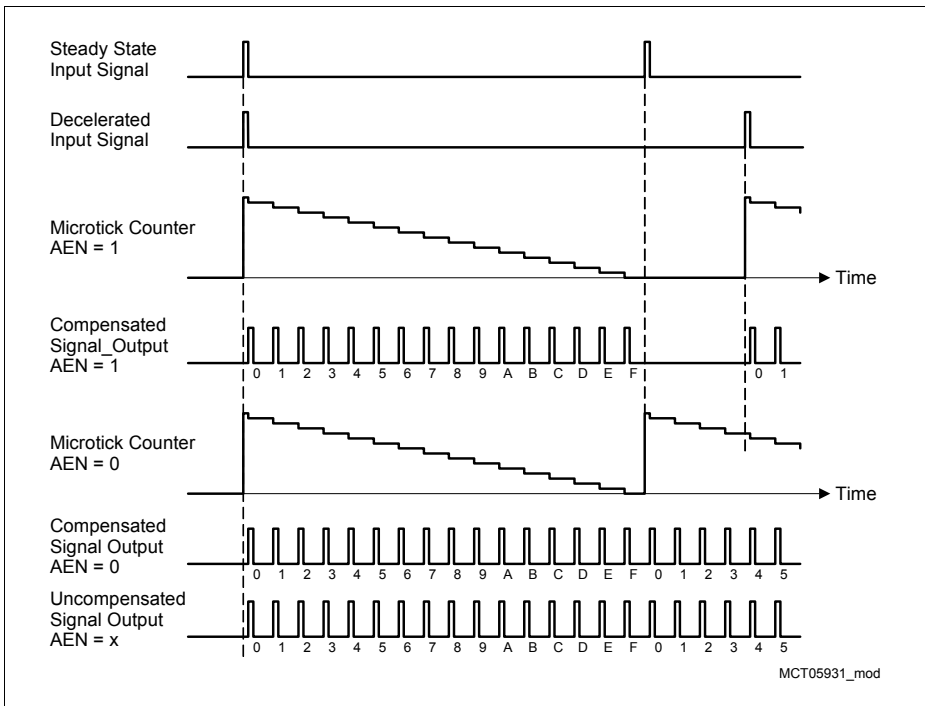 Steady State
Input Signal
Decelerated
Input Signal
Microtick Counter
AEN = 1
Time
Compensated
Signal_Output
AEN = 1
0 1 2 3 4 5 6 7 8 9 A B C D E F 0 1
Microtick Counter
AEN = 0
Time
Compensated
Signal Output
AEN = 0
0 1 2 3 4 5 6 7 8 9 A B C D E F 0 1 2 3 4 5
Uncompensated
Signal Output
AEN = x
0 1 2 3 4 5 6 7 8 9 A B C D E F 0 1 2 3 4 5
MCT05931_mod